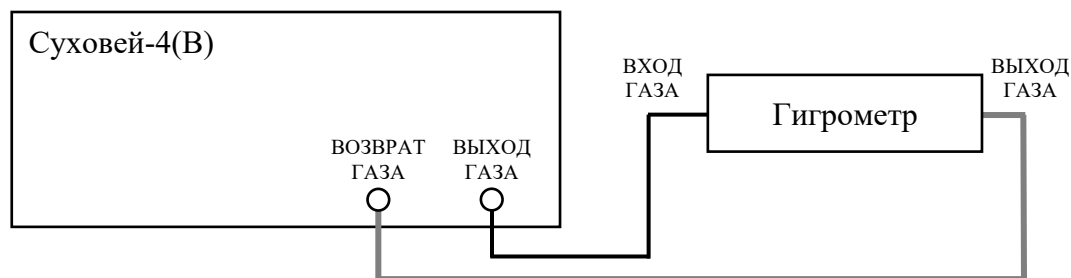 Суховей-4(В)
ВОЗВРАТ
ГАЗА
ВЫХОД
ГАЗА
ВХОД
ГАЗА
Гигрометр
ВЫХОД
ГАЗА